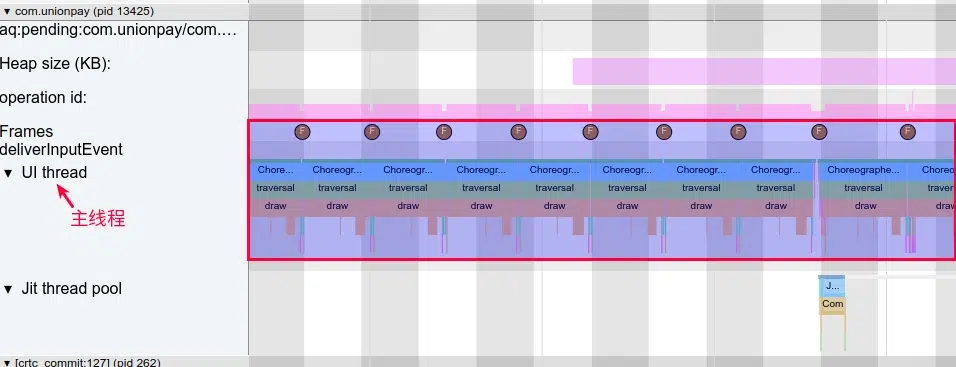 ▼ com.unionpay (pid 13425)
aq:pending:com.unionpay/com.…
Heap size (KB):
operation id:
Frames
F F F F F F F F F
deliverInputEvent
▼ UI thread
Chore... Choreogr... Choreogr... Choreogr... Choreogr... Choreogr... Choreogr... Choreogr... Choreographe... Choreog
traversal traversal traversal traversal traversal traversal traversal traversal traversal traver
draw draw draw draw draw draw draw draw draw draw
主线程
▼ Jit thread pool
J...
Com
▼ [crtc_commit:127] (pid 262)